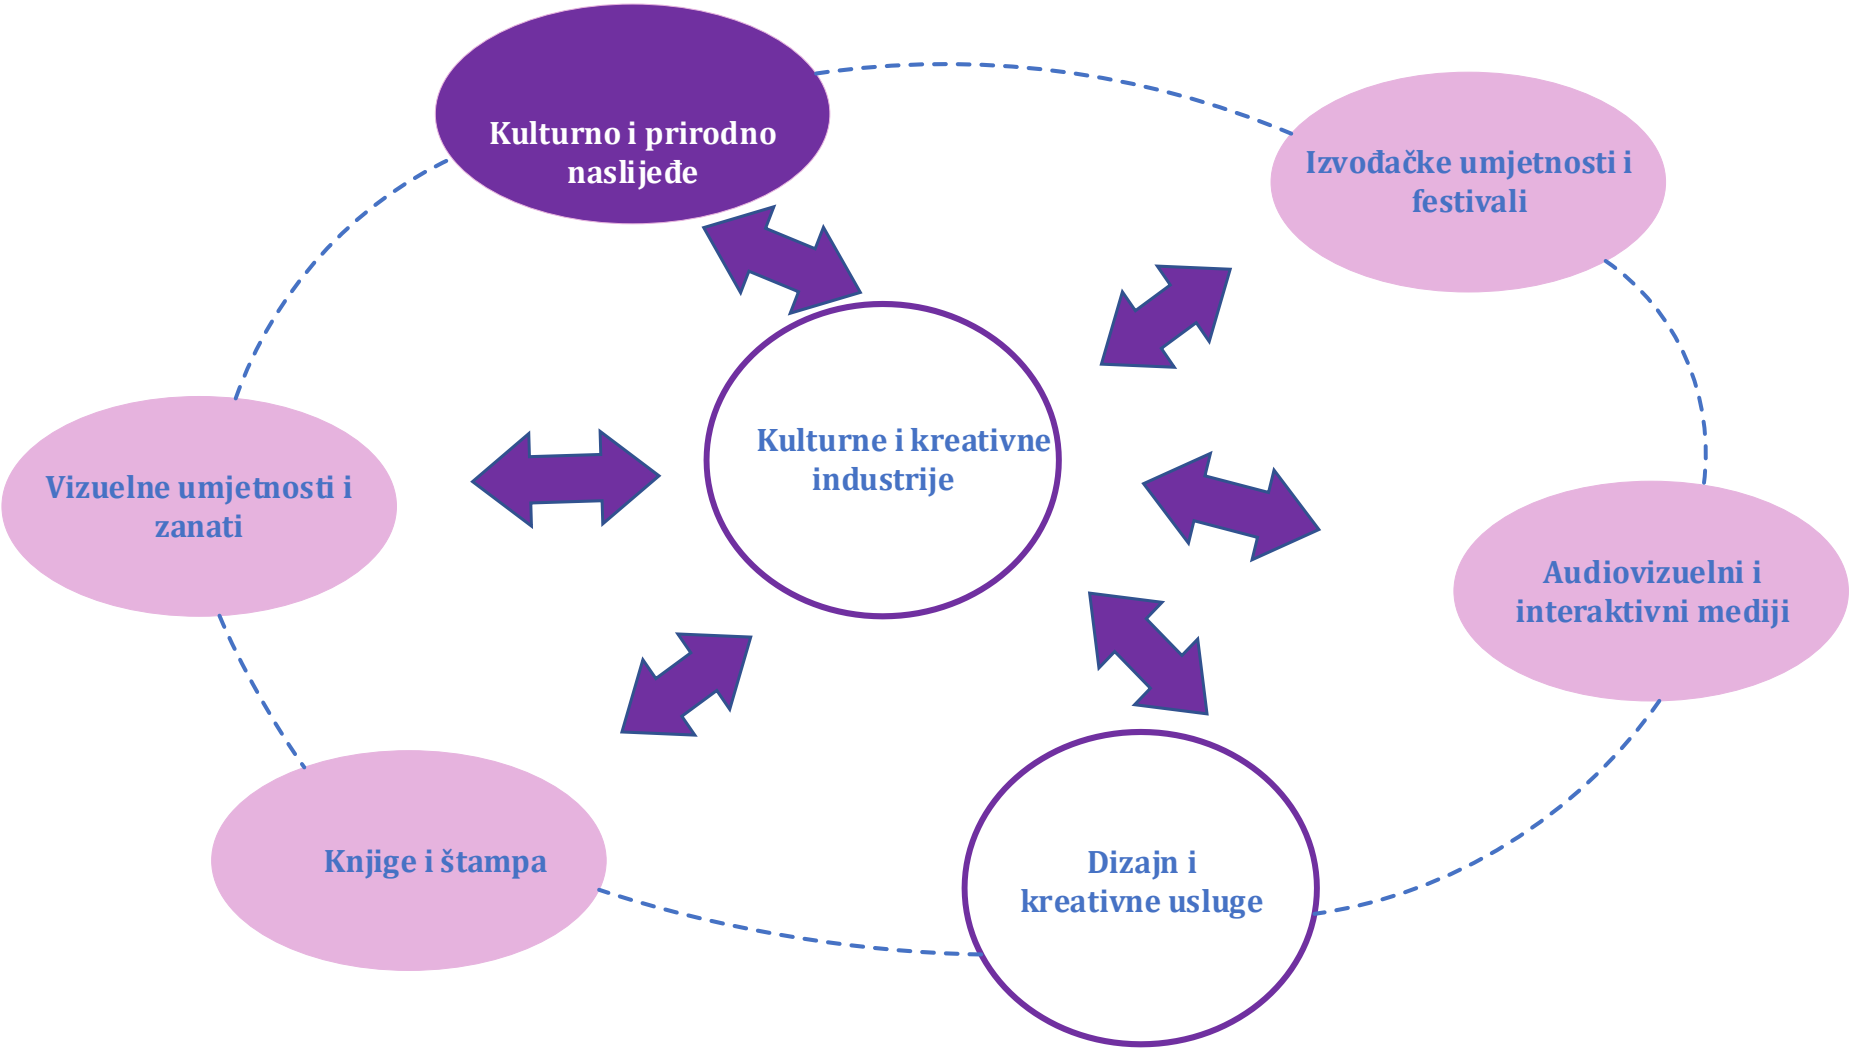 Kulturno i prirodno
naslijeđe
Izvođačke umjetnosti i
festivali
Kulturne i kreativne
industrije
Vizuelne umjetnosti i
zanati
Audiovizuelni i
interaktivni mediji
Knjige i štampa
Dizajn i
kreativne usluge